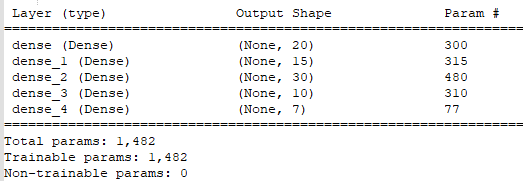 Layer (type) Output Shape Param #
=================================================================
dense (Dense) (None, 20) 300
dense_1 (Dense) (None, 15) 315
dense_2 (Dense) (None, 30) 480
dense_3 (Dense) (None, 10) 310
dense_4 (Dense) (None, 7) 77
=================================================================
Total params: 1,482
Trainable params: 1,482
Non-trainable params: 0